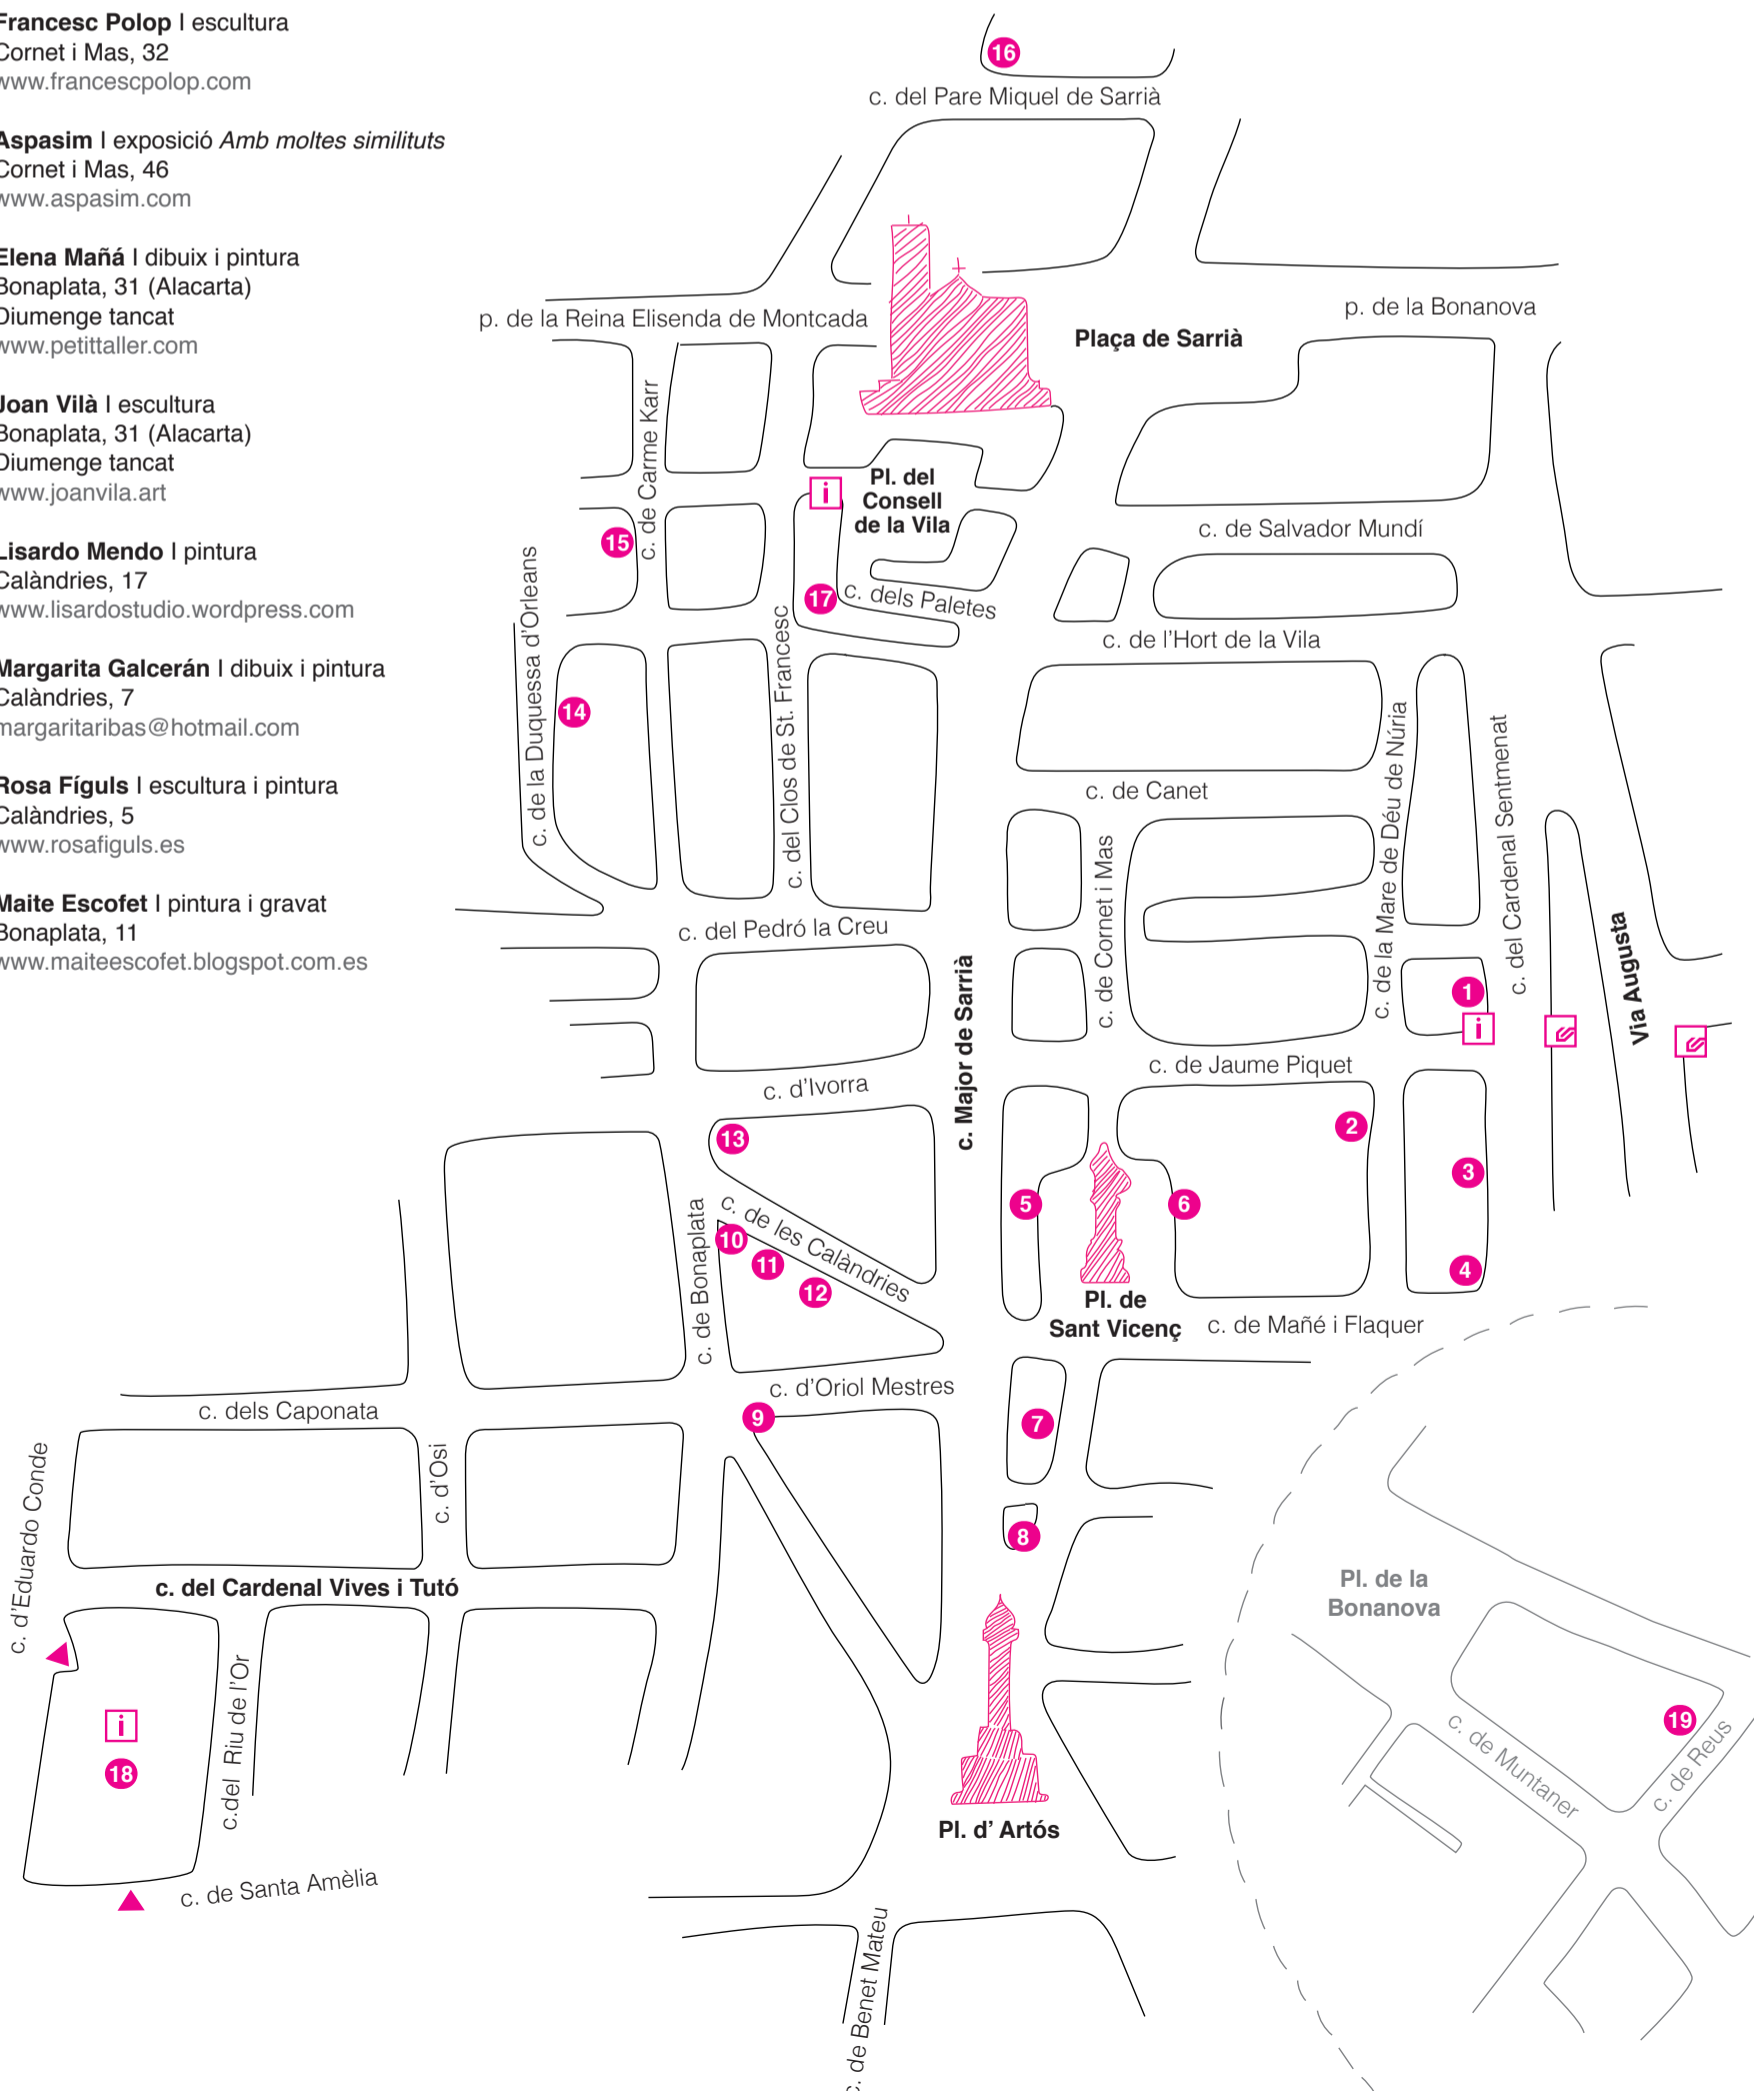 Francesc Polop | escultura
Cornet i Mas, 32
www.francescpolop.com
Aspasim | exposició Amb moltes similituts
Cornet i Mas, 46
www.aspasim.com
Elena Mañá | dibuix i pintura
Bonaplata, 31 (Alacarta)
Diumenge tancat
www.petittaller.com
Joan Vilà | escultura
Bonaplata, 31 (Alacarta)
Diumenge tancat
www.joanvila.art
Lisardo Mendo | pintura
Calàndries, 17
www.lisardostudio.wordpress.com
Margarita Galcerán | dibuix i pintura
Calàndries, 7
margaritaribas@hotmail.com
Rosa Fíguls | escultura i pintura
Calàndries, 5
www.rosafiguls.es
Maite Escofet | pintura i gravat
Bonaplata, 11
www.maiteescofet.blogspot.com.es
16
c. del Pare Miquel de Sarrià
p. de la Reina Elisenda de Montcada
Plaça de Sarrià
p. de la Bonanova
c. de Carme Karr
i
Pl. del
Consell
de la Vila
c. de Salvador Mundí
15
17
c. dels Paletes
c. de l'Hort de la Vila
c. de la Duquessa d'Orleans
14
c. del Clos de St. Francesc
c. de Canet
c. de Cornet i Mas
c. de la Mare de Déu de Núria
c. del Cardenal Sentmenat
Via Augusta
c. del Pedró la Creu
c. Major de Sarrià
1
i
c. de Jaume Piquet
c. d'Ivorra
13
2
3
5
6
4
c. de Bonaplata
c. de les Calàndries
10
11
12
Pl. de
Sant Vicenç
c. de Mañé i Flaquer
c. d'Oriol Mestres
c. dels Caponata
9
7
8
c. d'Eduardo Conde
c. d'Osi
c. del Cardenal Vives i Tutó
Pl. de la
Bonanova
c.del Riu de l'Or
i
18
19
c. de Muntaner
c. de Reus
Pl. d' Artós
c. de Santa Amèlia
c. de Benet Mateu